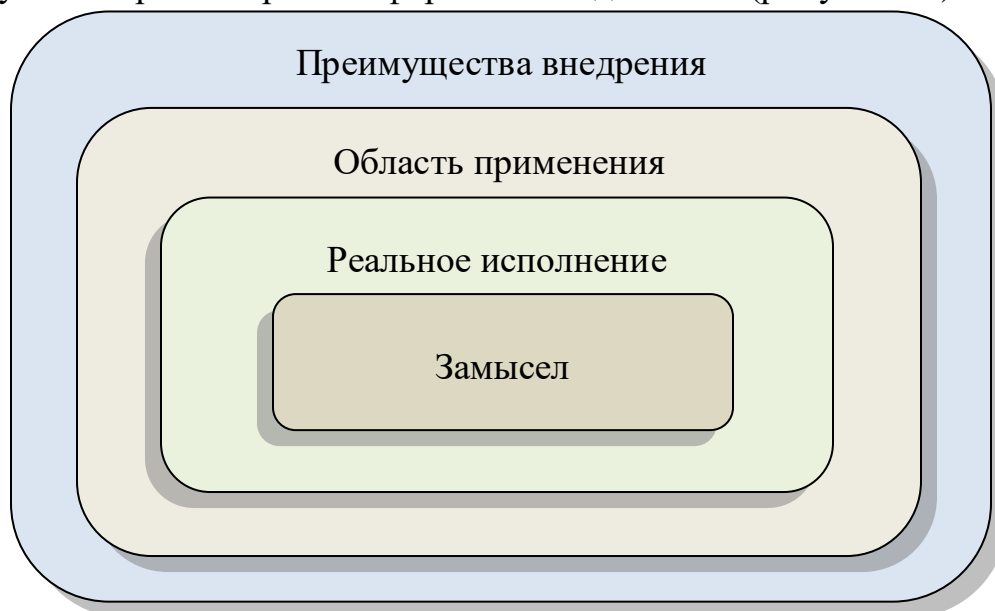 Преимущества внедрения
Область применения
Реальное исполнение
Замысел